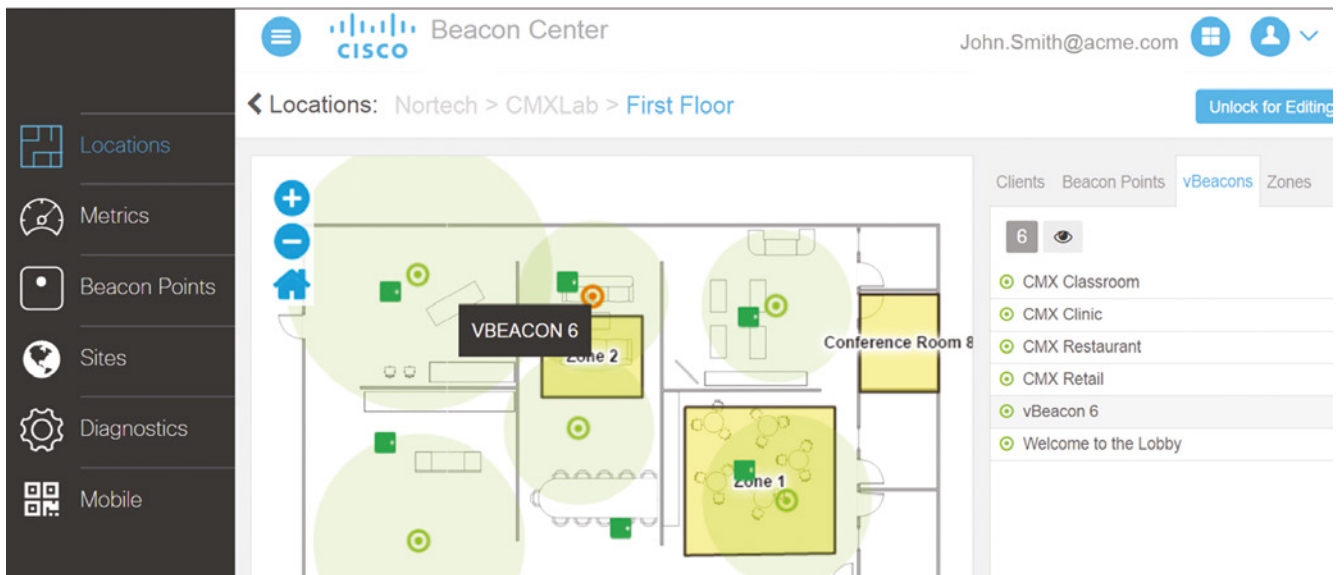 CISCO Beacon Center
John.Smith@acme.com
Locations: Nortech > CMXLab > First Floor
Unlock for Editing
Locations
Metrics
Beacon Points
Sites
Diagnostics
Mobile
VBEACON 6
Zone 2
Conference Room 8
Zone 1
Clients Beacon Points vBeacons Zones
6
CMX Classroom
CMX Clinic
CMX Restaurant
CMX Retail
vBeacon 6
Welcome to the Lobby